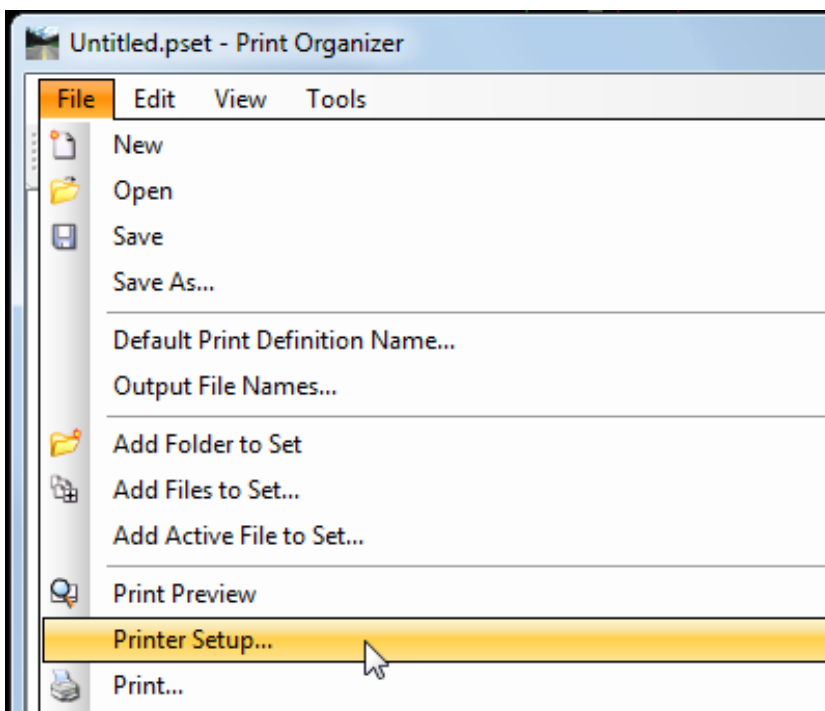 Untitled.pset - Print Organizer
File Edit View Tools
New
Open
Save
Save As...
Default Print Definition Name...
Output File Names...
Add Folder to Set
Add Files to Set...
Add Active File to Set...
Print Preview
Printer Setup...
Print...